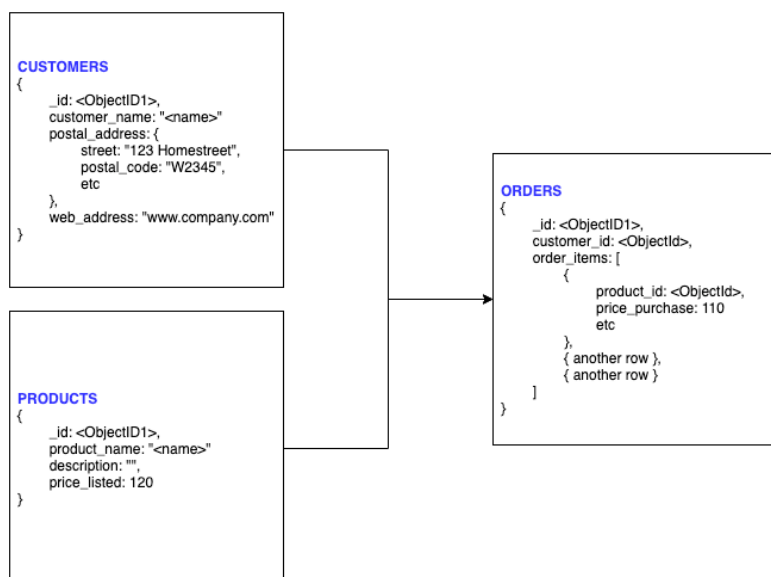 CUSTOMERS
{
_id: <ObjectID1>,
customer_name: "<name>"
postal_address: {
street: "123 Homestreet",
postal_code: "W2345",
etc
},
web_address: "www.company.com"
}
PRODUCTS
{
_id: <ObjectID1>,
product_name: "<name>"
description: "",
price_listed: 120
}
ORDERS
{
_id: <ObjectID1>,
customer_id: <ObjectId>,
order_items: [
{
product_id: <ObjectId>,
price_purchase: 110
etc
},
{ another row },
{ another row }
]
}